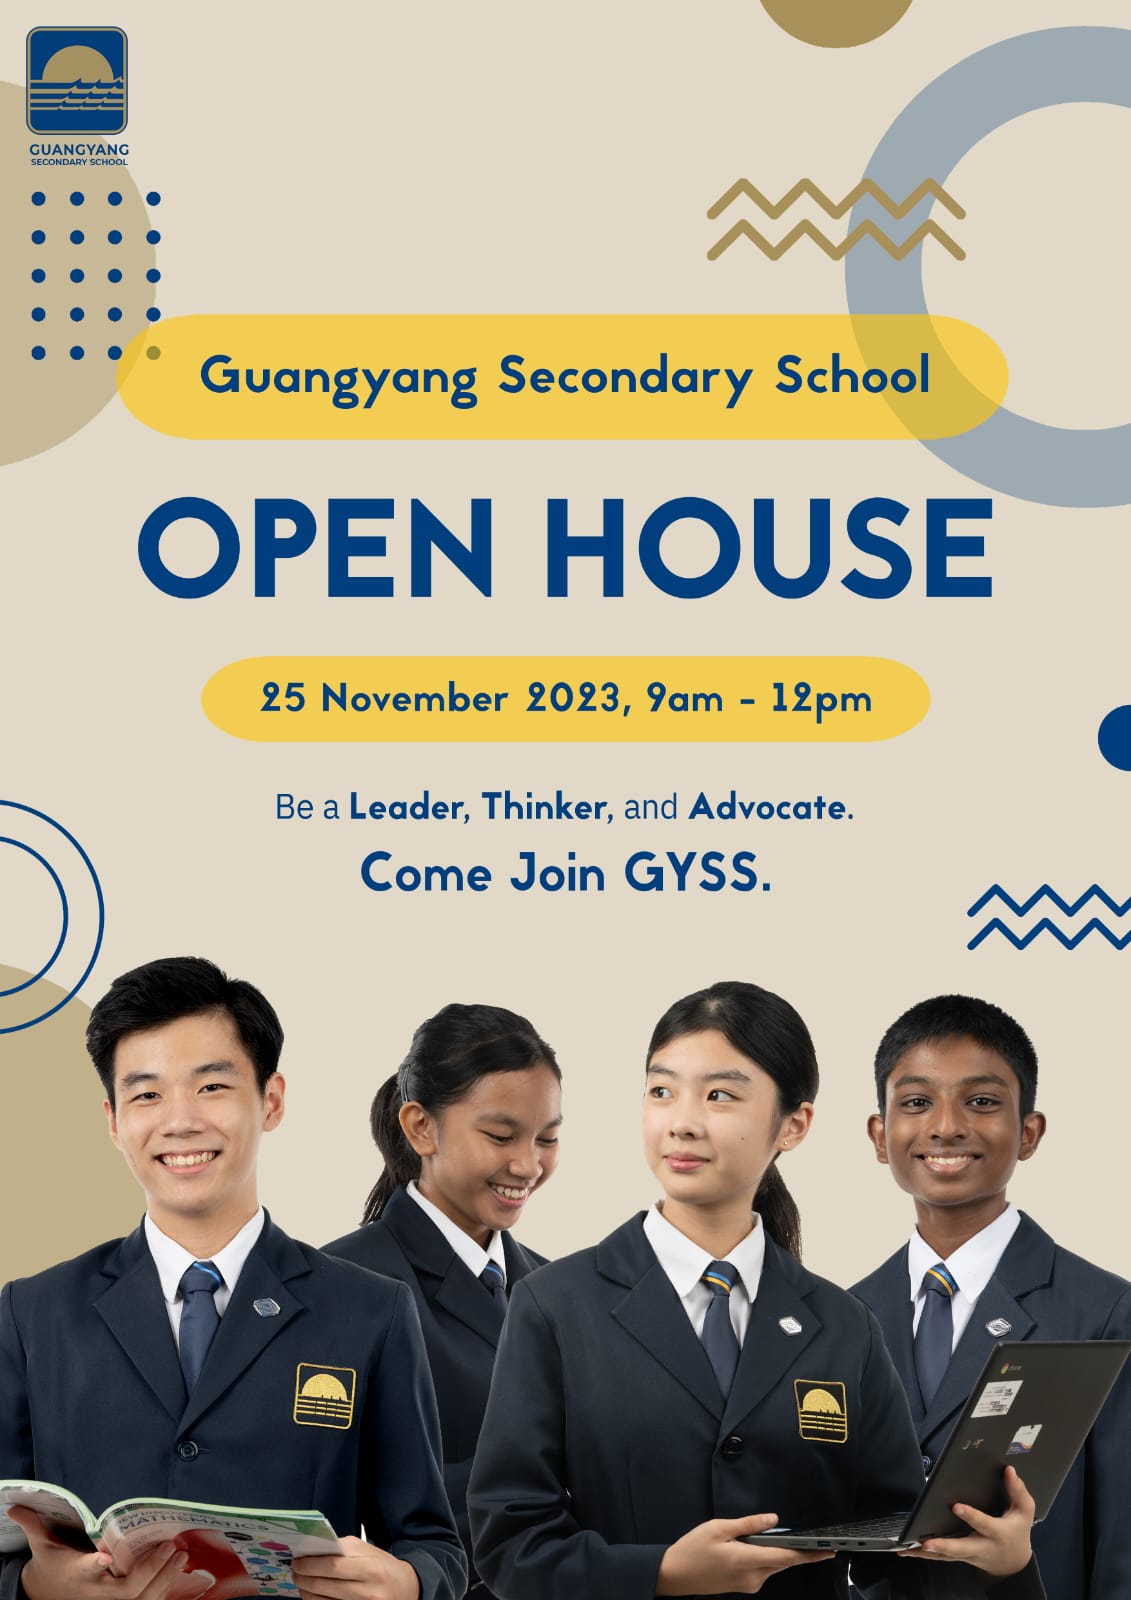 GUANGYANG
SECONDARY SCHOOL
Guangyang Secondary School
OPEN HOUSE
25 November 2023, 9am - 12pm
Be a Leader, Thinker, and Advocate.
Come Join GYSS.
MATHEMATICS